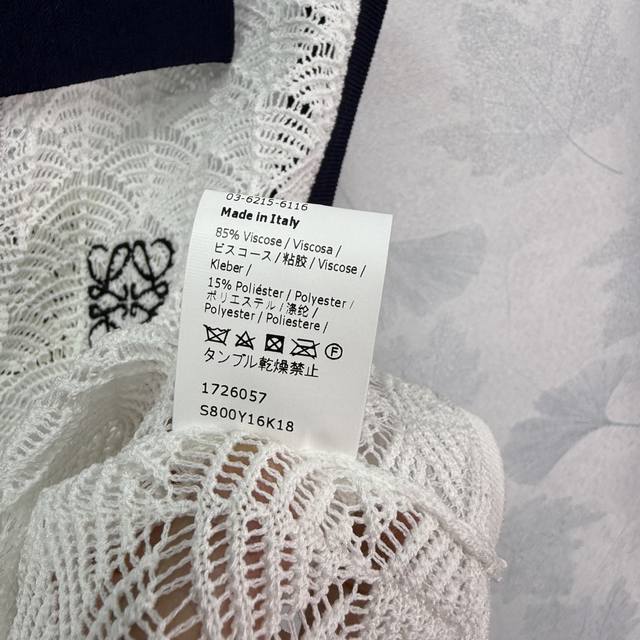 03-6215-6116
Made in Italy
85% Viscose / Viscosa /
ビスコース / 粘胶 / Viscose /
Kleber /
15% Poliéster / Polyester /
ポリエステル / 涤纶 /
Polyester / Poliestere /
P
タンブル乾燥禁止
1726057
S800Y16K18